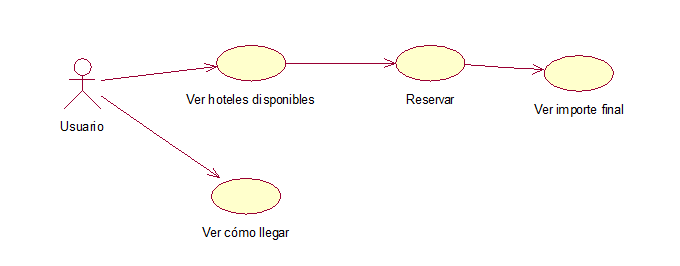 Ver hoteles disponibles
Reservar
Ver importe final
Usuario
Ver cómo llegar